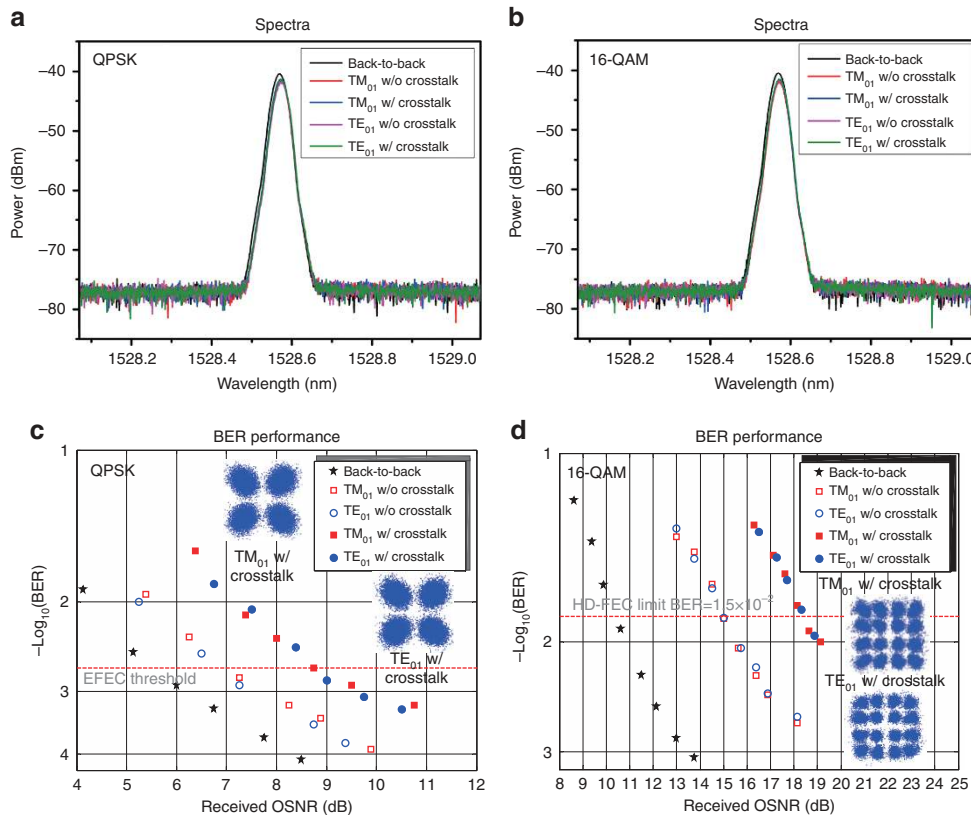 a
Spectra
QPSK
Back-to-back
TM01 w/o crosstalk
TM01 w/ crosstalk
TE01 w/o crosstalk
TE01 w/ crosstalk
−40
−50
−60
−70
−80
Power (dBm)
1528.2 1528.4 1528.6 1528.8 1529.0
Wavelength (nm)
b
Spectra
16-QAM
Back-to-back
TM01 w/o crosstalk
TM01 w/ crosstalk
TE01 w/o crosstalk
TE01 w/ crosstalk
−40
−50
−60
−70
−80
Power (dBm)
1528.2 1528.4 1528.6 1528.8 1529.0
Wavelength (nm)
c
BER performance
QPSK
Back-to-back
TM01 w/o crosstalk
TE01 w/o crosstalk
TM01 w/ crosstalk
TE01 w/ crosstalk
TM01 w/
crosstalk
TE01 w/
crosstalk
EFEC threshold
1
2
3
4
−Log10(BER)
4 5 6 7 8 9 10 11 12
Received OSNR (dB)
d
BER performance
16-QAM
Back-to-back
TM01 w/o crosstalk
TE01 w/o crosstalk
TM01 w/ crosstalk
TE01 w/ crosstalk
TM01 w/ crosstalk
HD-FEC limit BER=1.5×10−2
TE01 w/ crosstalk
1
2
3
−Log10(BER)
8 9 10 11 12 13 14 15 16 17 18 19 20 21 22 23 24 25
Received OSNR (dB)